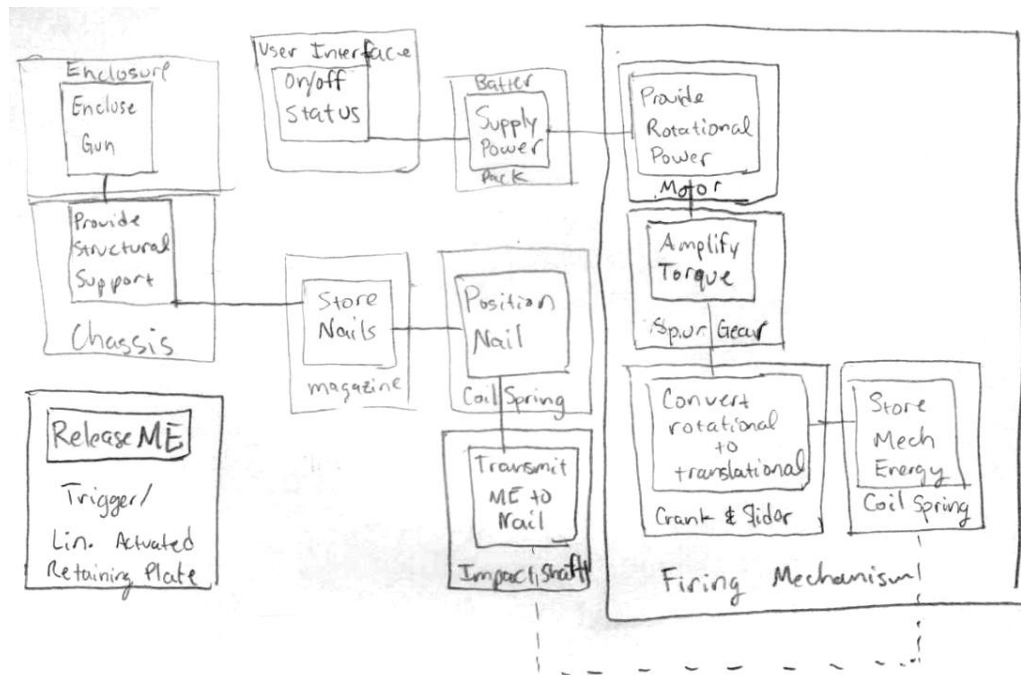 Enclosure
Enclose
Gun
User Interface
On/off
Status
Batter
Supply
Power
Pack
Provide
Rotational
Power
Motor
Provide
Structural
Support
Chassis
Store
Nails
magazine
Position
Nail
Coil Spring
Amplify
Torque
Spur Gear
Release ME
Trigger/
Lin. Actuated
Retaining Plate
Transmit
ME to
Nail
Impact Shaft
Convert
rotational
to
translational
Crank & Slider
Store
Mech
Energy
Coil Spring
Firing Mechanism